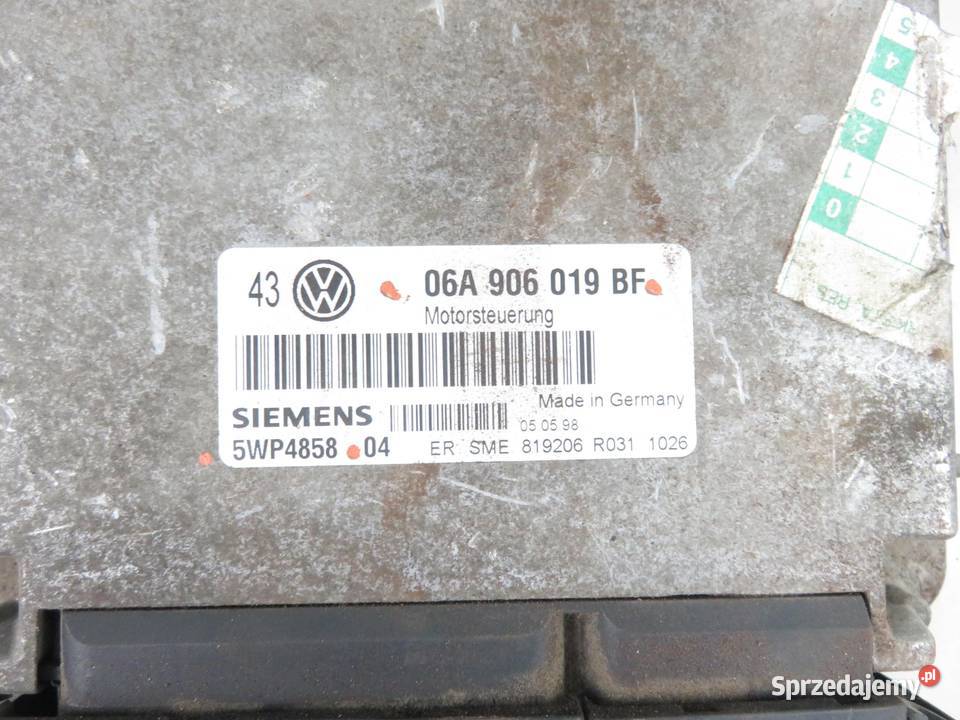 5
4
3
2
1
0
43 VW 06A 906 019 BF
Motorsteuerung
Made in Germany
SIEMENS 05 05 98
5WP4858 04 ER SME 819206 R031 1026
Sprzedajemy.pl